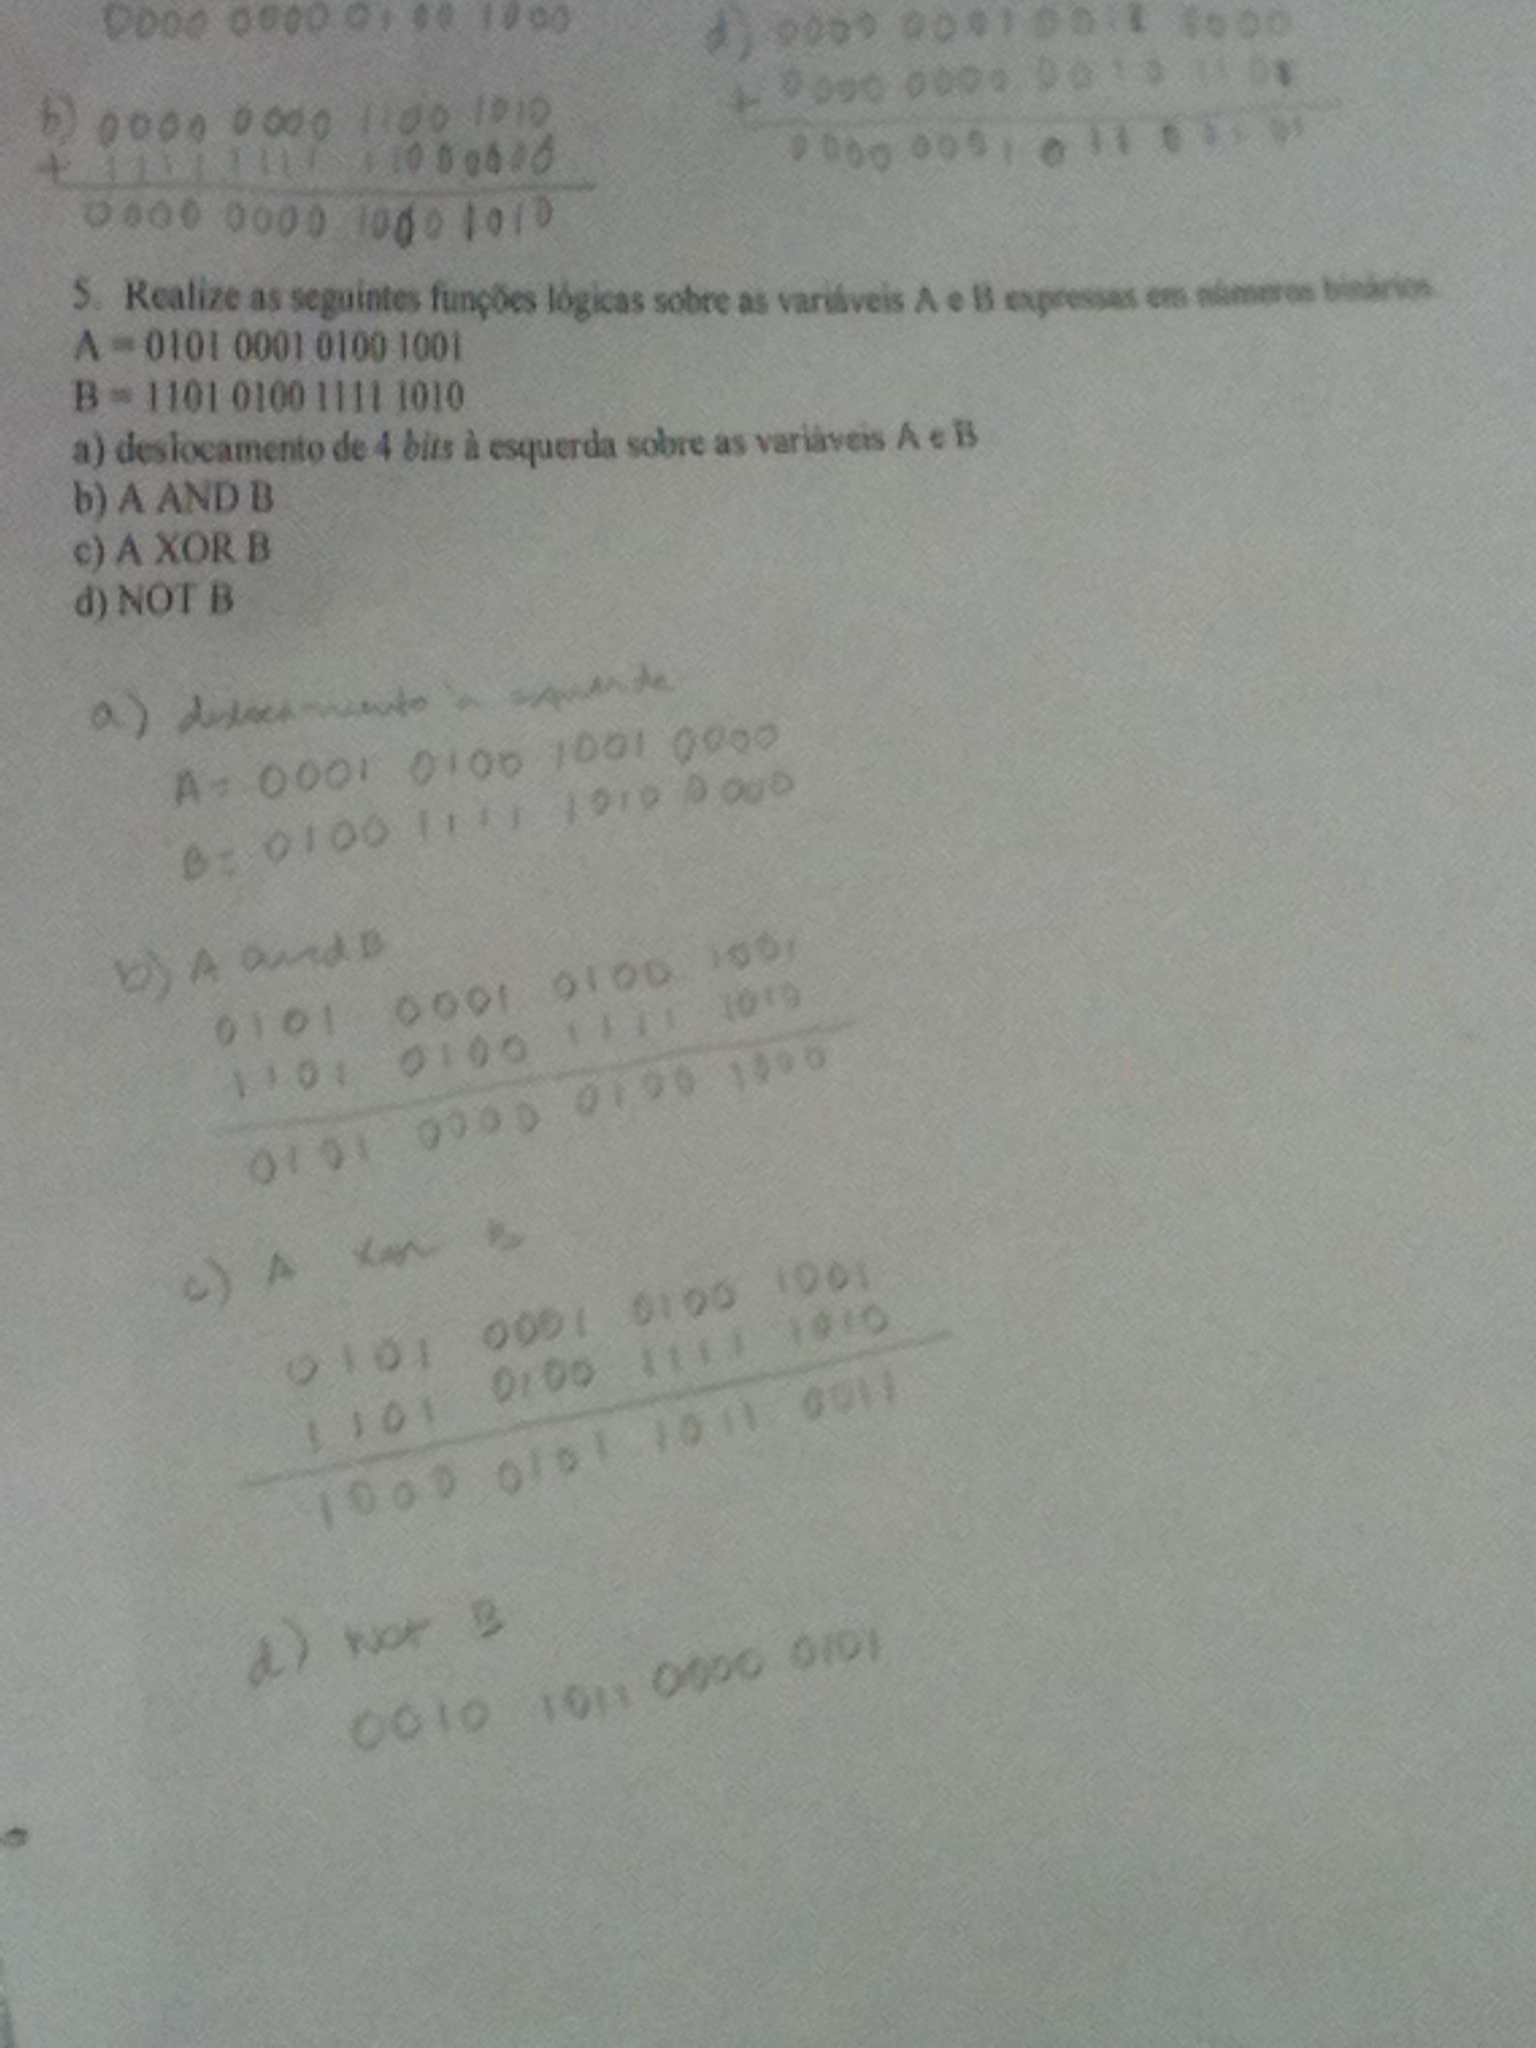 0000 0000 0100 1000
b) 0000 0000 1100 1010
+ 1111 1111 1100 0000
0000 0000 1000 1010
d) 0000 0001 0011 1000
+ 0000 0000 0010 11
0000 0001 011
5. Realize as seguintes funções lógicas sobre as variáveis A e B expressas em números binários.
A = 0101 0001 0100 1001
B = 1101 0100 1111 1010
a) deslocamento de 4 bits à esquerda sobre as variáveis A e B
b) A AND B
c) A XOR B
d) NOT B
a) deslocamento à esquerda
A = 0001 0100 1001 0000
B = 0100 1111 1010 0000
b) A and B
0101 0001 0100 1001
1101 0100 1111 1010
0101 0000 0100 1000
c) A xor B
0101 0001 0100 1001
1101 0100 1111 1010
1000 0101 1011 0011
d) Not B
0010 1011 0000 0101